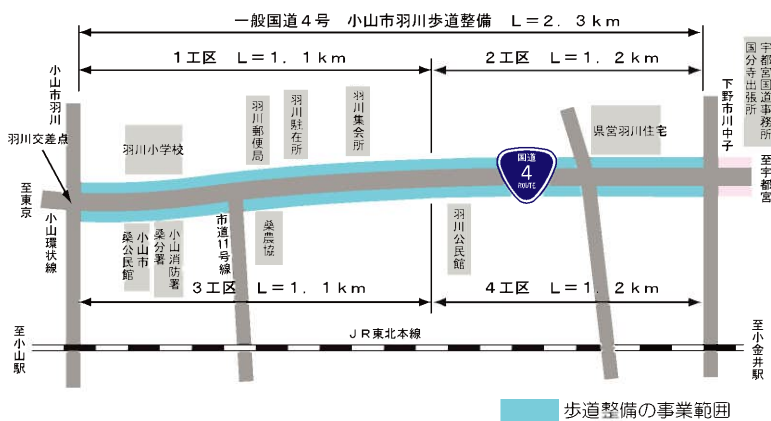 一般国道4号 小山市羽川歩道整備 L=2.3km
1工区 L=1.1km
2工区 L=1.2km
小山市羽川
羽川交差点
羽川小学校
羽川郵便局
羽川駐在所
羽川集会所
県営羽川住宅
下野市川中子
宇都宮国道事務所
国分寺出張所
至東京
至宇都宮
国道
4
ROUTE
小山環状線
小山市
桑公民館
小山消防署
桑分署
市道11号線
桑農協
羽川公民館
3工区 L=1.1km
4工区 L=1.2km
至小山駅
JR東北本線
至小金井駅
歩道整備の事業範囲